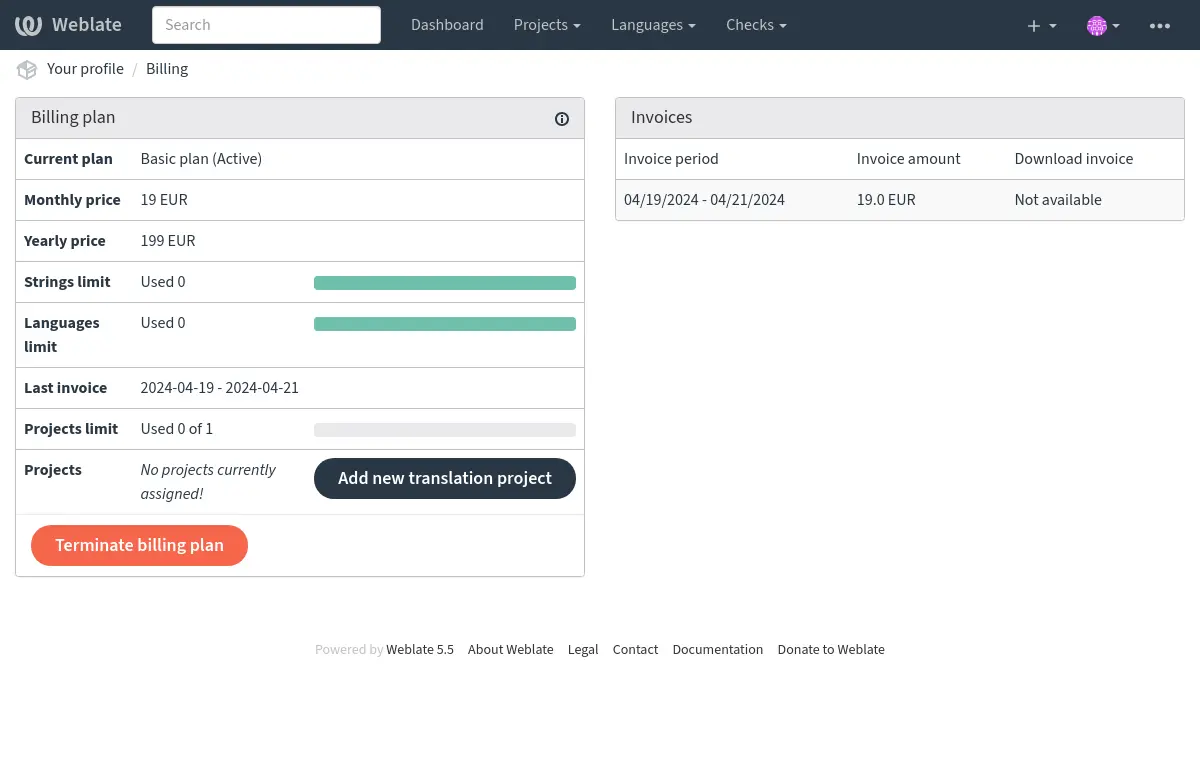 Weblate
Search
Dashboard
Projects
Languages
Checks
Your profile / Billing
Billing plan
Current plan Basic plan (Active)
Monthly price 19 EUR
Yearly price 199 EUR
Strings limit Used 0
Languages limit Used 0
Last invoice 2024-04-19 - 2024-04-21
Projects limit Used 0 of 1
Projects No projects currently assigned! Add new translation project
Terminate billing plan
Invoices
Invoice period Invoice amount Download invoice
04/19/2024 - 04/21/2024 19.0 EUR Not available
Powered by Weblate 5.5 About Weblate Legal Contact Documentation Donate to Weblate